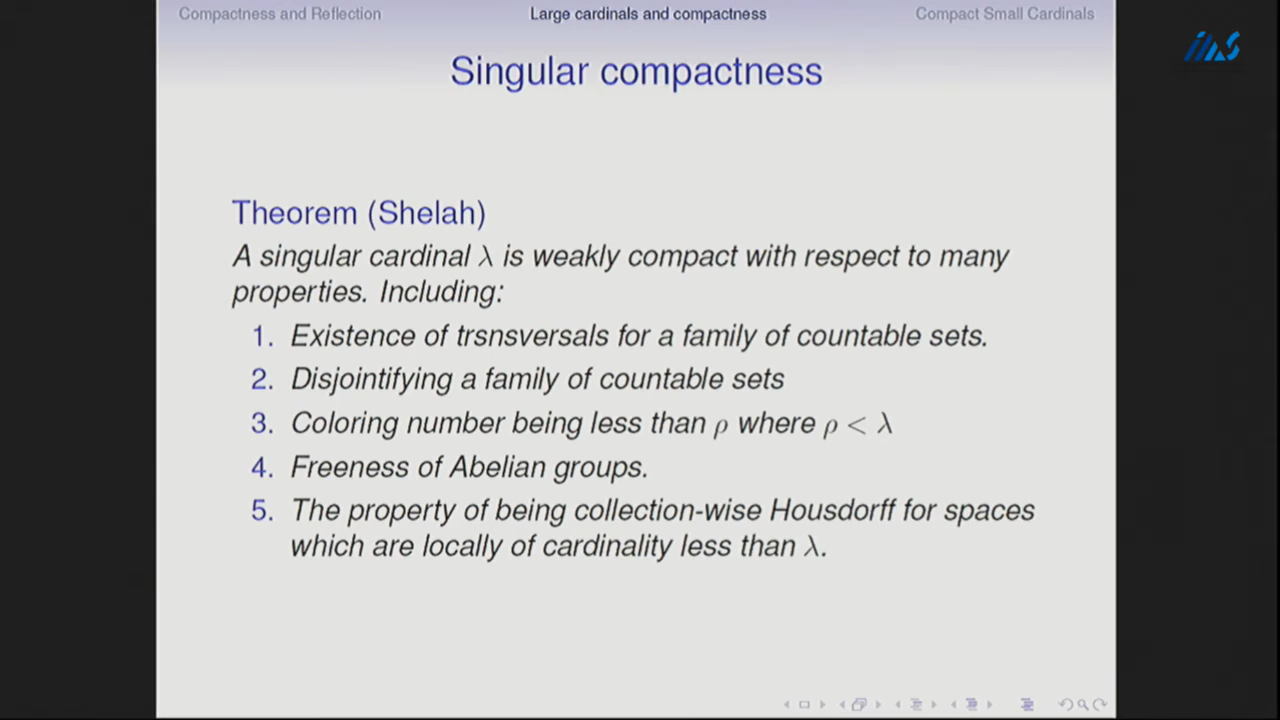 Compactness and Reflection Large cardinals and compactness Compact Small Cardinals
ims
Singular compactness
Theorem (Shelah)
A singular cardinal λ is weakly compact with respect to many
properties. Including:
1. Existence of trsnsversals for a family of countable sets.
2. Disjointifying a family of countable sets
3. Coloring number being less than ρ where ρ < λ
4. Freeness of Abelian groups.
5. The property of being collection-wise Housdorff for spaces
which are locally of cardinality less than λ.